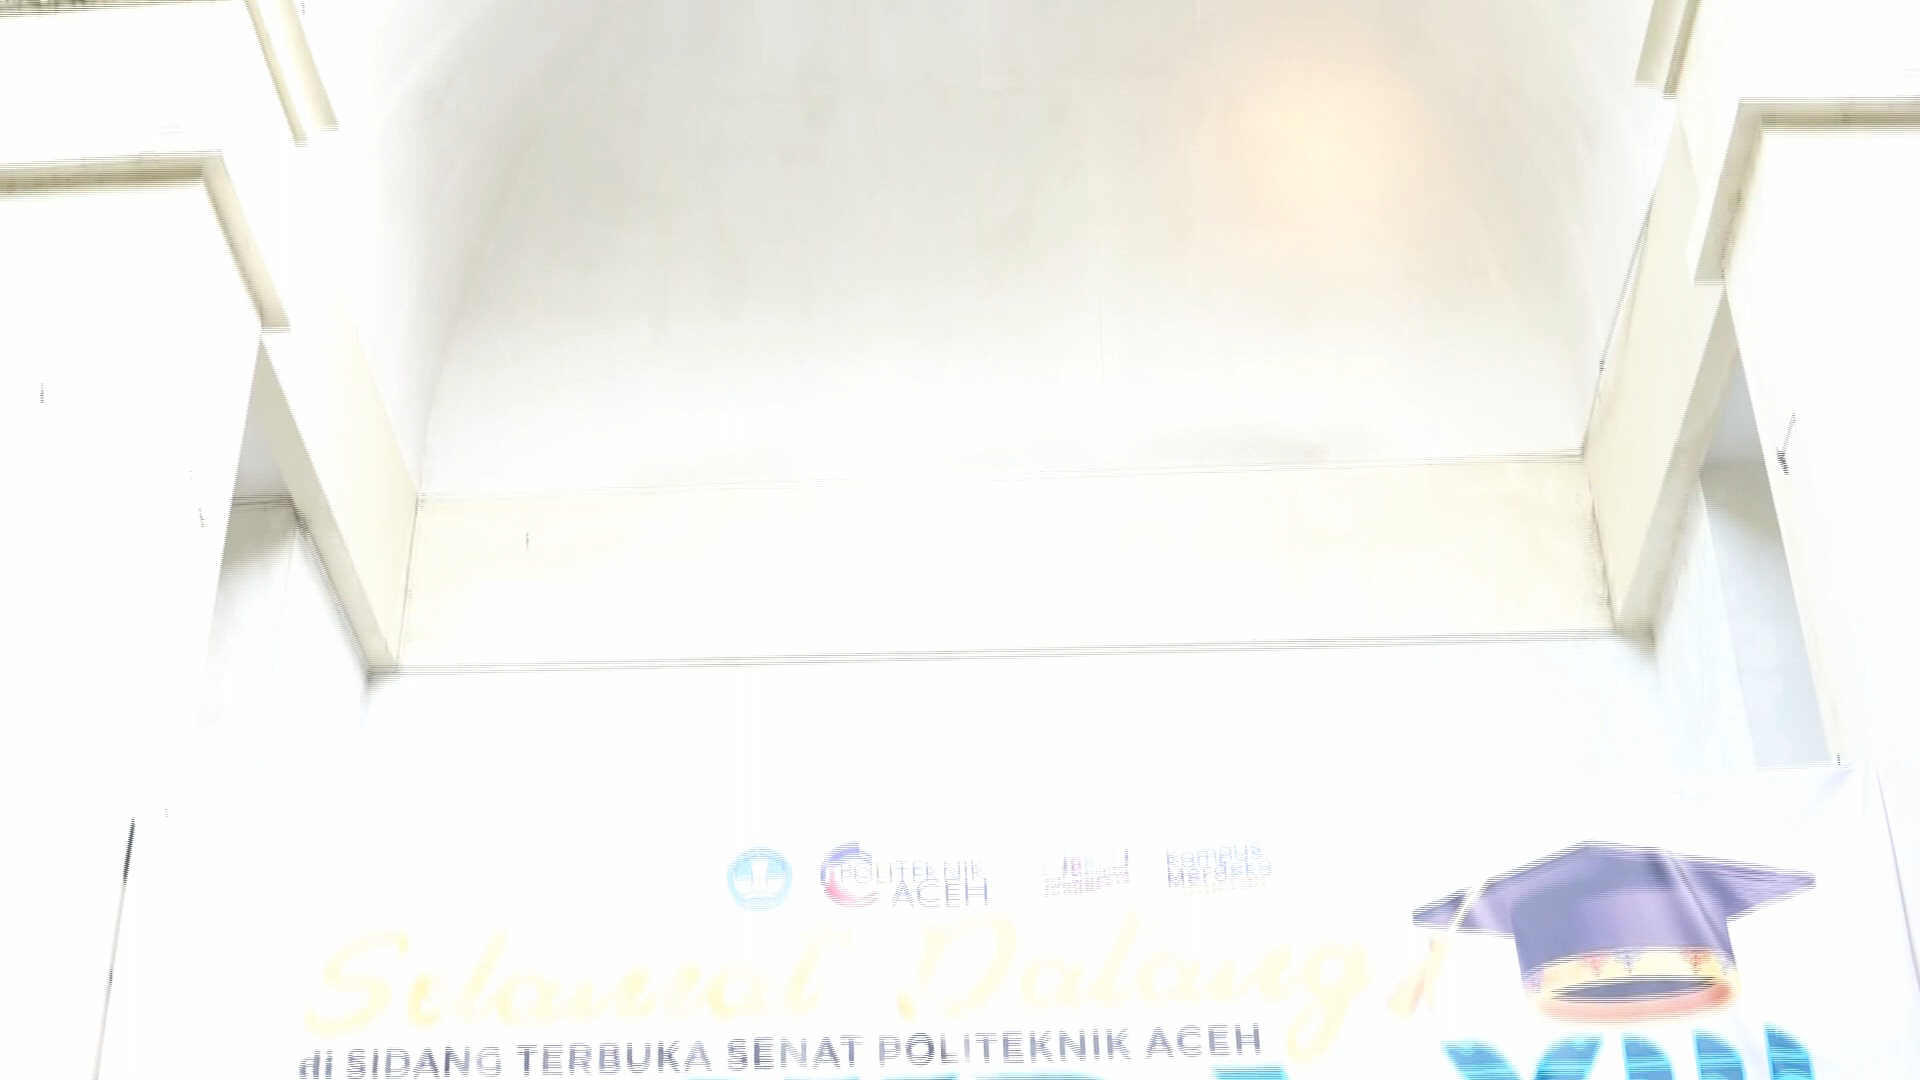 POLITEKNIK
ACEH
Kampus
Merdeka
Selamat Datang
di SIDANG TERBUKA SENAT POLITEKNIK ACEH